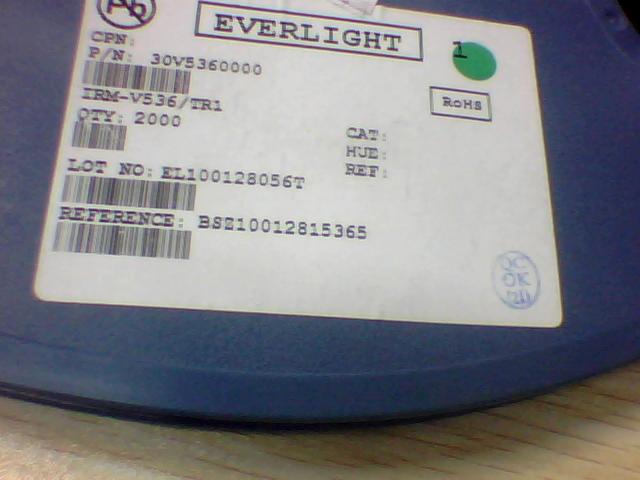 Pb
EVERLIGHT
1
CPN:
P/N: 30V5360000
RoHS
IRM-V536/TR1
QTY: 2000
CAT:
HUE:
REF:
LOT NO: EL100128056T
REFERENCE: BSZ10012815365
QC
OK